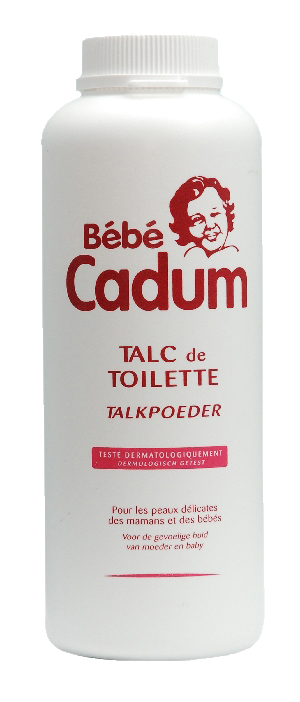 Bébé
Cadum
TALC de
TOILETTE
TALKPOEDER
TESTÉ DERMATOLOGIQUEMENT
DERMOLOGISCH GETEST
Pour les peaux délicates
des mamans et des bébés
Voor de gevoelige huid
van moeder en baby